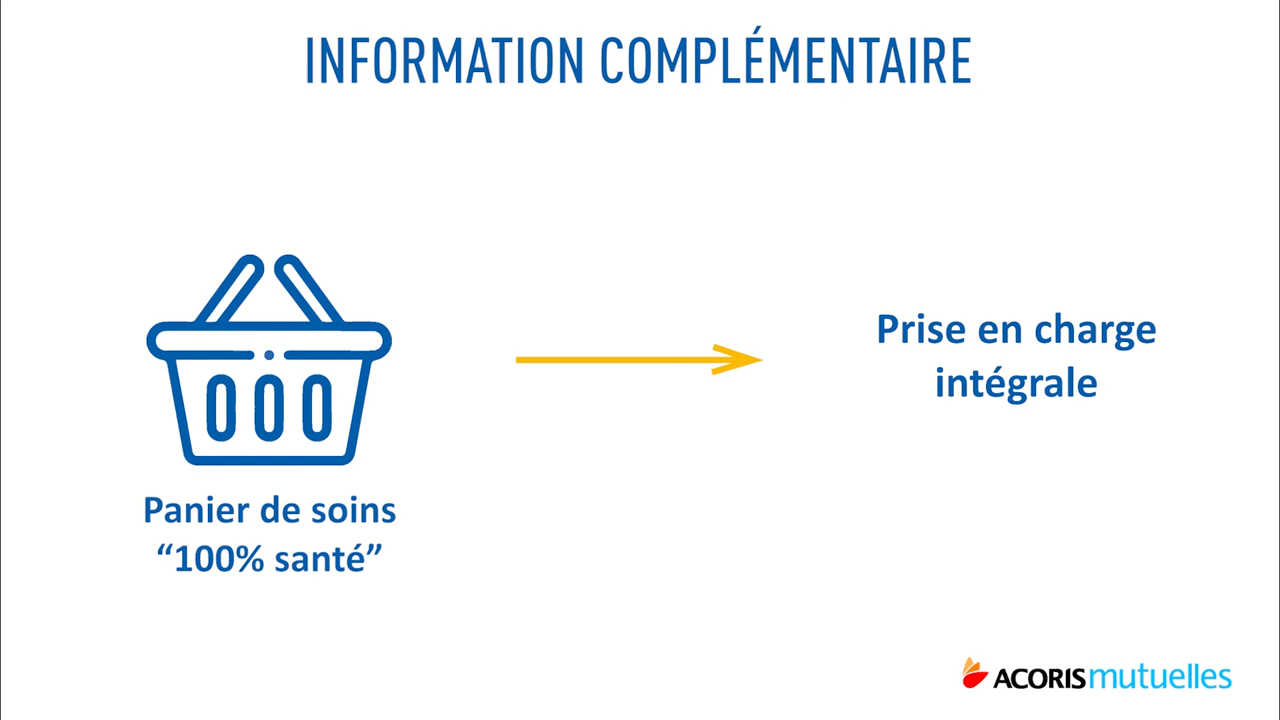 INFORMATION COMPLÉMENTAIRE
Panier de soins
“100% santé”
Prise en charge
intégrale
ACORISmutuelles